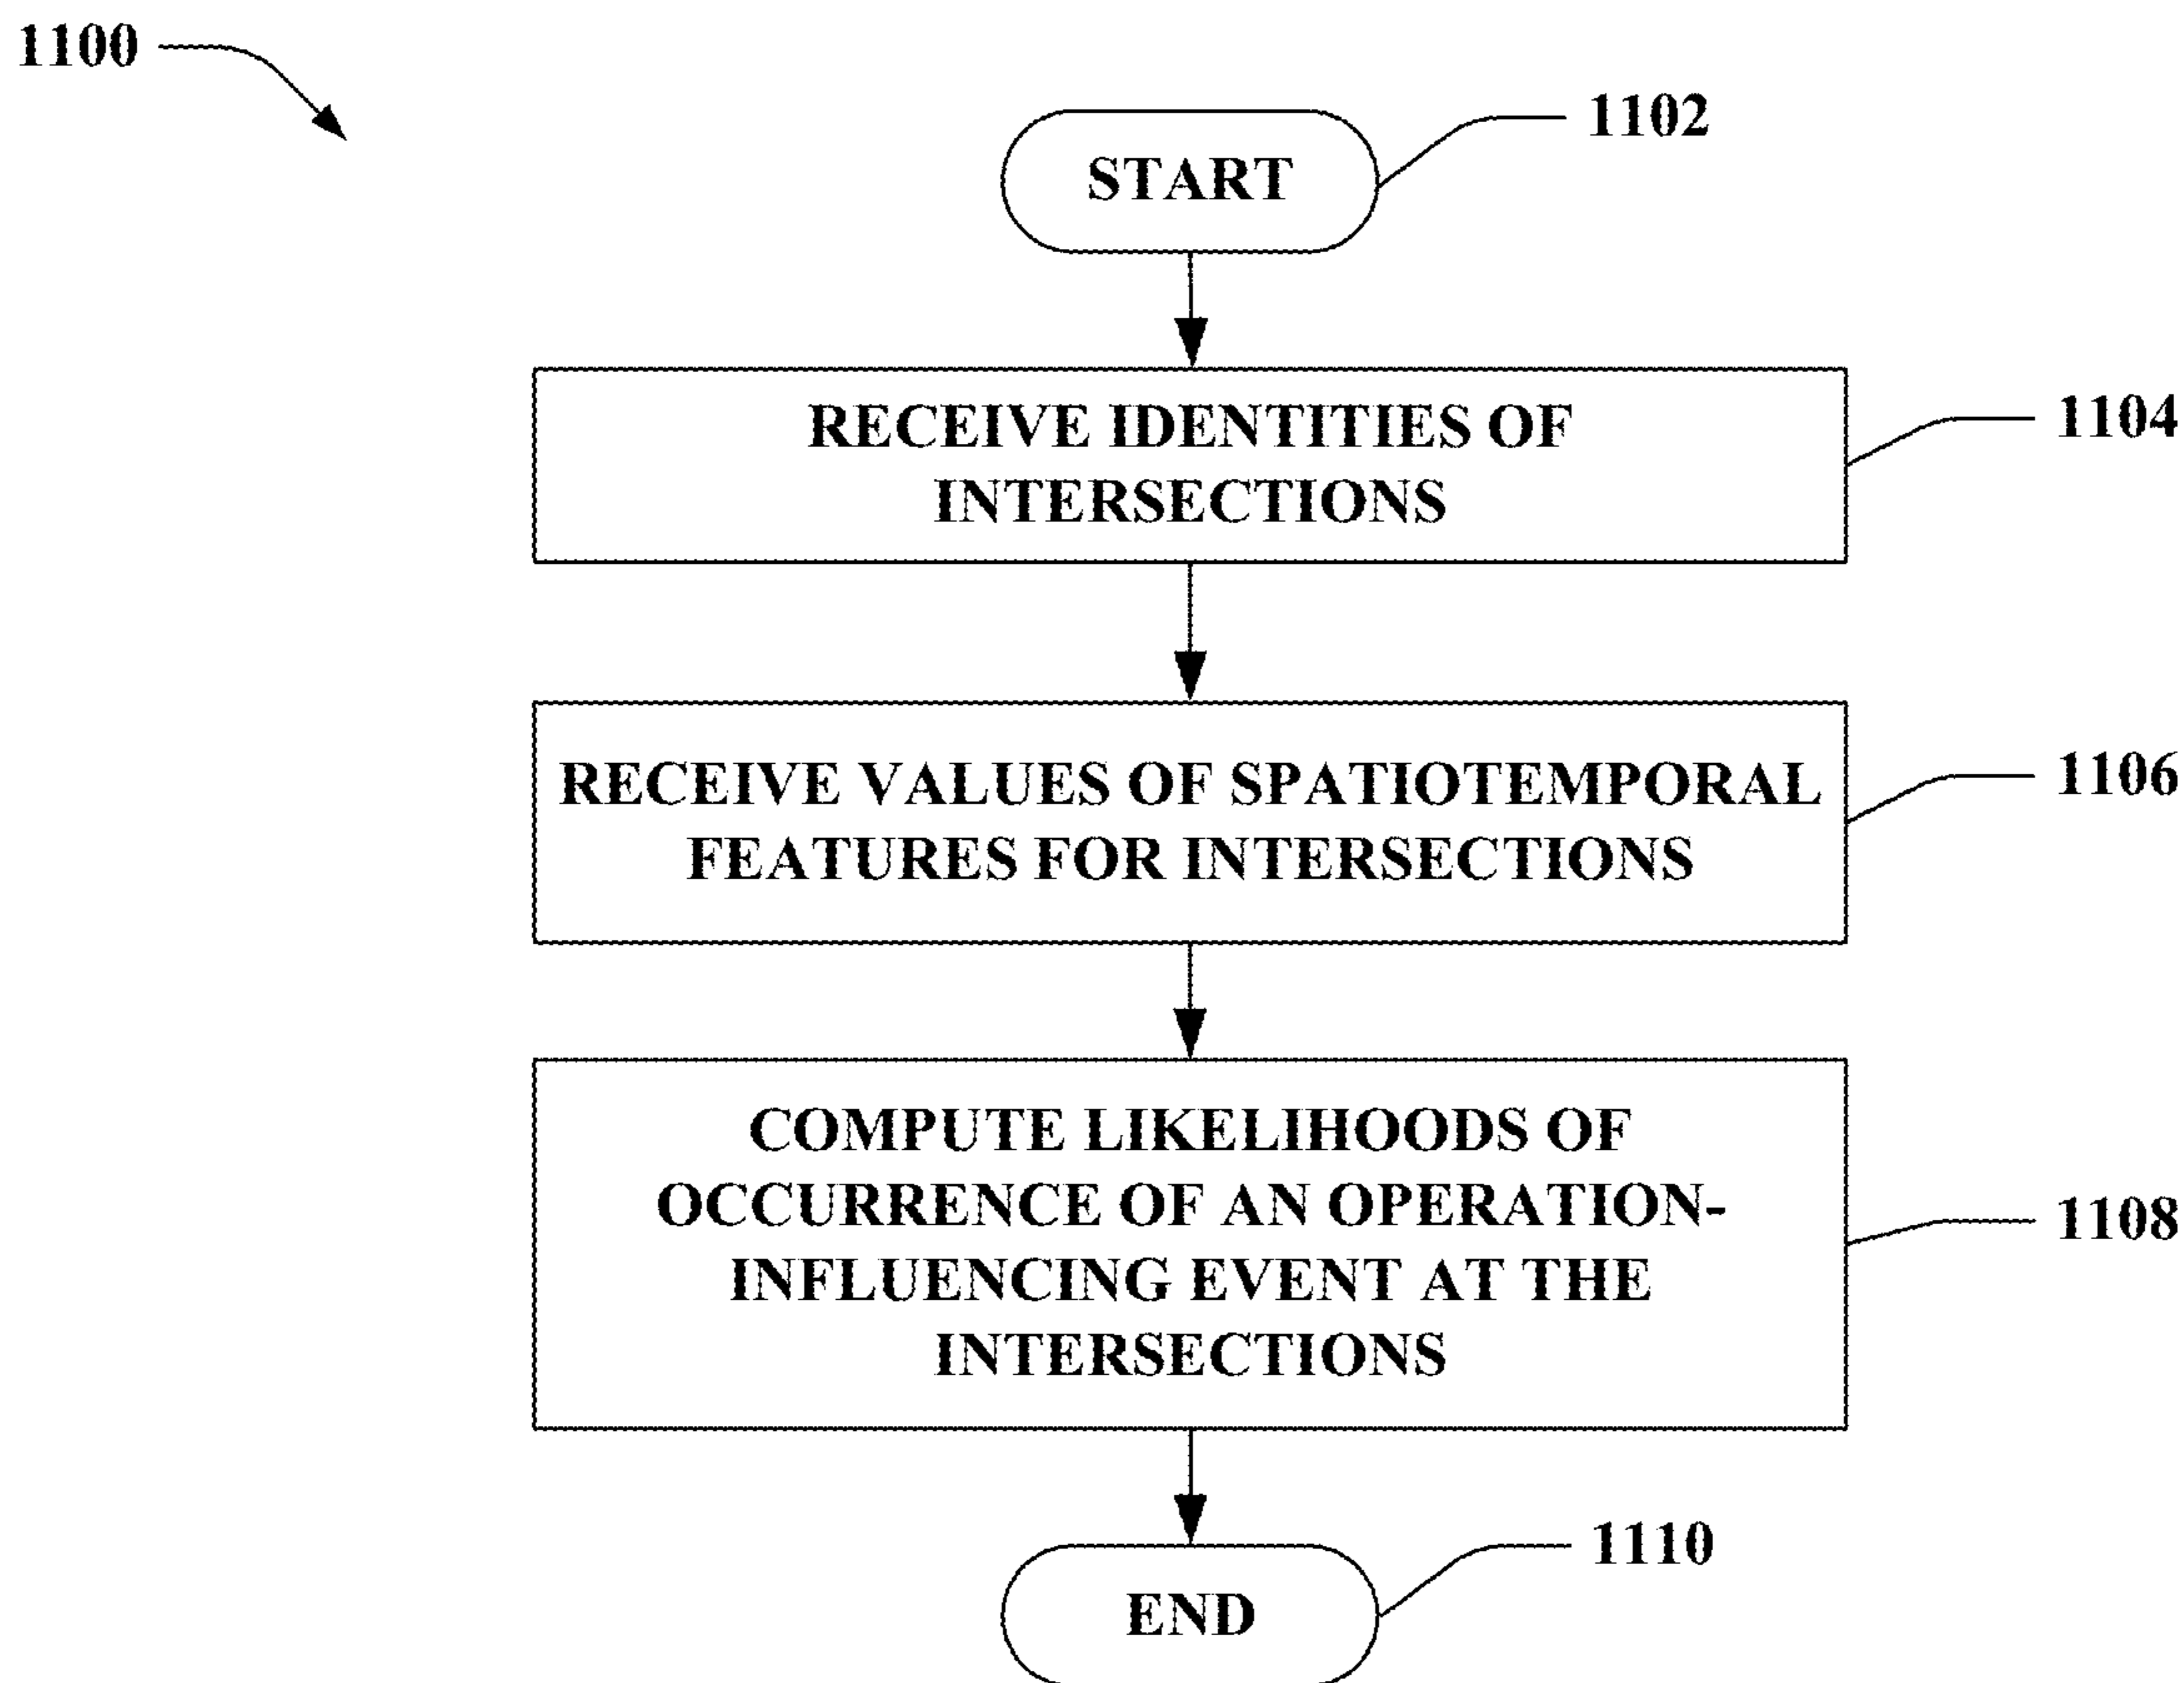 1100
1102
START
RECEIVE IDENTITIES OF
INTERSECTIONS
1104
RECEIVE VALUES OF SPATIOTEMPORAL
FEATURES FOR INTERSECTIONS
1106
COMPUTE LIKELIHOODS OF
OCCURRENCE OF AN OPERATION-
INFLUENCING EVENT AT THE
INTERSECTIONS
1108
1110
END